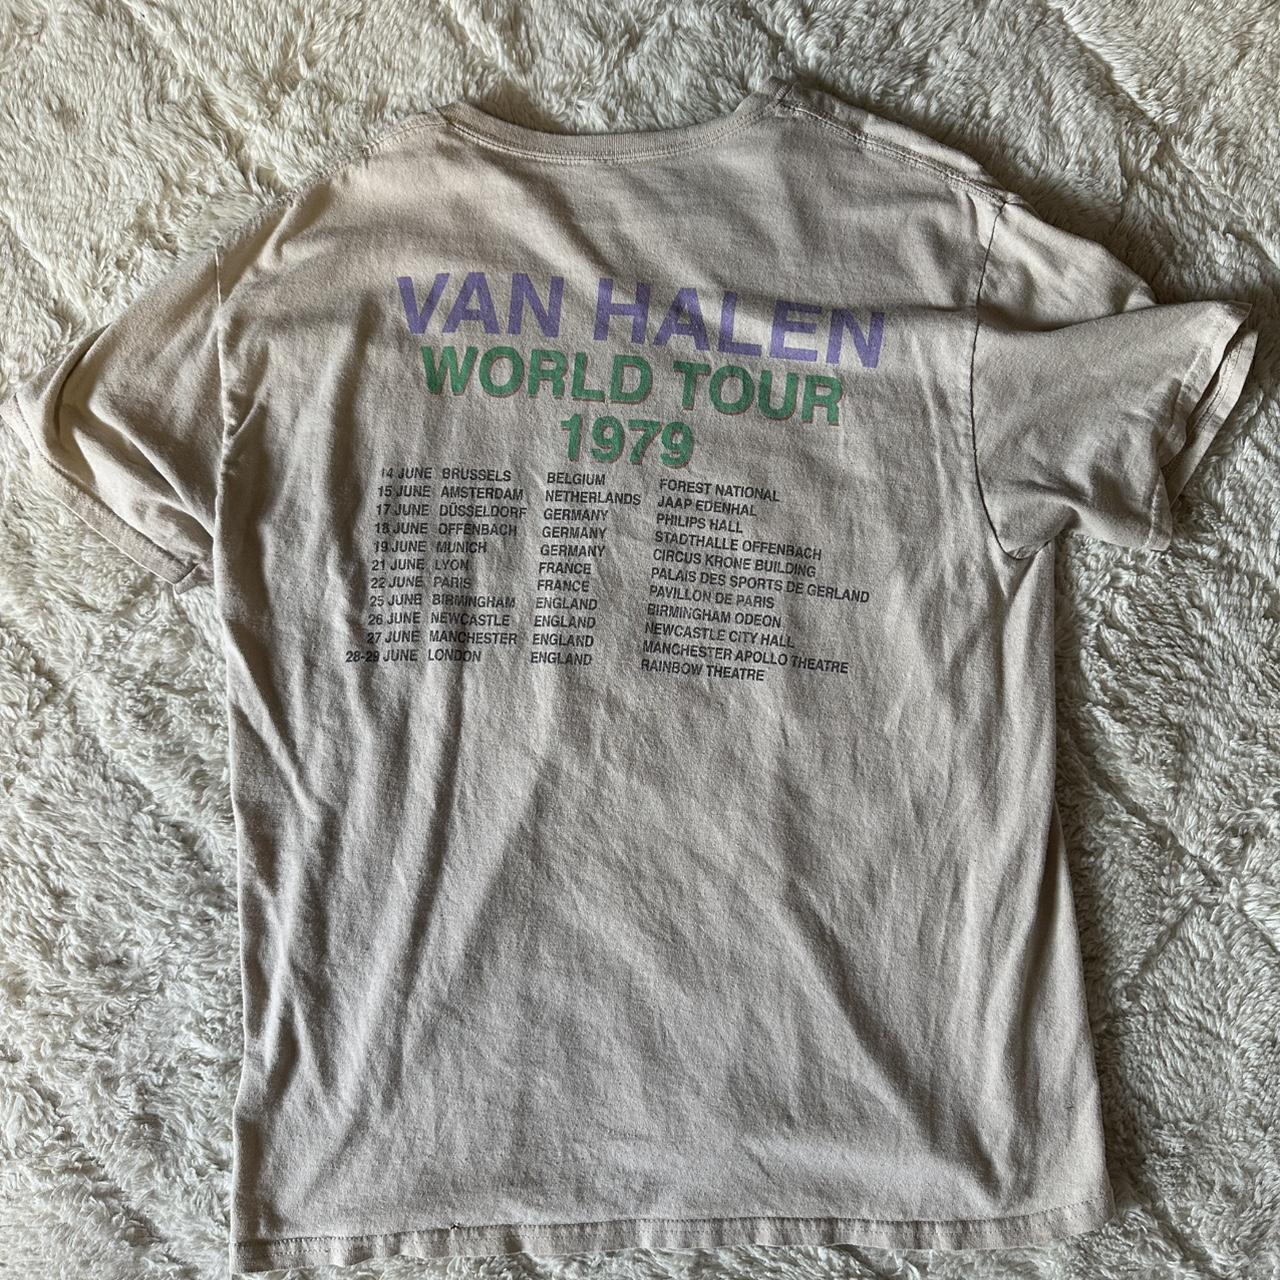 VAN HALEN
WORLD TOUR
1979
14 JUNE BRUSSELS BELGIUM FOREST NATIONAL
15 JUNE AMSTERDAM NETHERLANDS JAAP EDENHAL
17 JUNE DÜSSELDORF GERMANY PHILIPS HALL
18 JUNE OFFENBACH GERMANY STADTHALLE OFFENBACH
19 JUNE MUNICH GERMANY CIRCUS KRONE BUILDING
21 JUNE LYON FRANCE PALAIS DES SPORTS DE GERLAND
22 JUNE PARIS FRANCE PAVILLON DE PARIS
25 JUNE BIRMINGHAM ENGLAND BIRMINGHAM ODEON
26 JUNE NEWCASTLE ENGLAND NEWCASTLE CITY HALL
27 JUNE MANCHESTER ENGLAND MANCHESTER APOLLO THEATRE
28-29 JUNE LONDON ENGLAND RAINBOW THEATRE